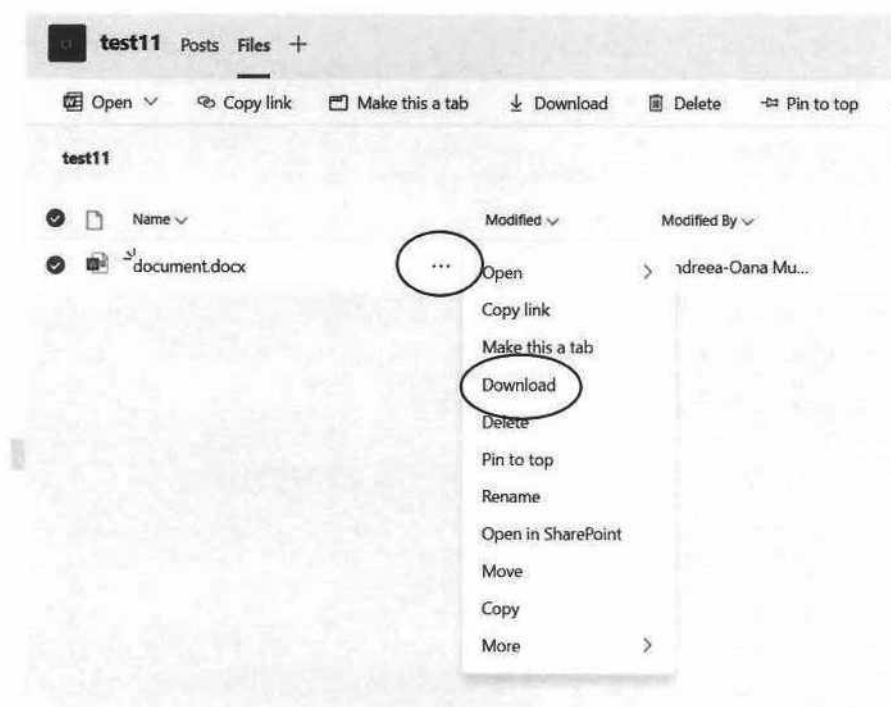 test11 Posts Files +
Open Copy link Make this a tab Download Delete Pin to top
test11
Name Modified Modified By
document.docx ... ndreea-Oana Mu...
Open
Copy link
Make this a tab
Download
Delete
Pin to top
Rename
Open in SharePoint
Move
Copy
More